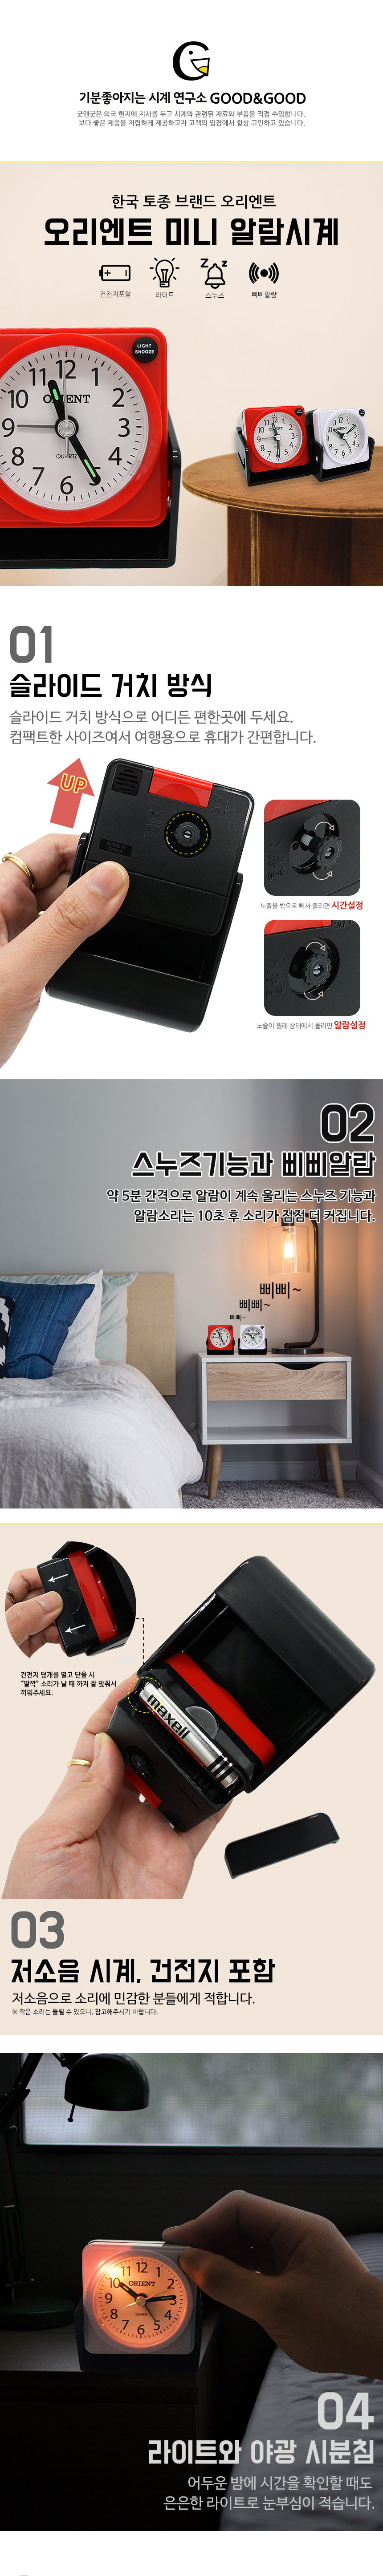 기분좋아지는 시계 연구소 GOOD&GOOD
굿앤굿은 외국 현지에 지사를 두고 시계와 관련된 재료와 부품을 직접 수입합니다.
보다 좋은 제품을 저렴하게 제공하고자 고객의 입장에서 항상 고민하고 있습니다.
한국 토종 브랜드 오리엔트
오리엔트 미니 알람시계
건전지포함
라이트
스누즈
삐삐알람
LIGHT
SNOOZE
ORIENT
QUARTZ
01
슬라이드 거치 방식
슬라이드 거치 방식으로 어디든 편한곳에 두세요.
컴팩트한 사이즈여서 여행용으로 휴대가 간편합니다.
UP
노즐을 밖으로 빼서 돌리면 시간설정
노즐이 원래 상태에서 돌리면 알람설정
02
스누즈기능과 삐삐알람
약 5분 간격으로 알람이 계속 울리는 스누즈 기능과
알람소리는 10초 후 소리가 점점 더 커집니다.
삐삐~
삐삐~
삐삐~
건전지 덮개를 열고 닫을 시
"딸깍" 소리가 날 때 까지 잘 맞춰서
끼워주세요.
maxell
03
저소음 시계, 건전지 포함
저소음으로 소리에 민감한 분들에게 적합니다.
※ 작은 소리는 들릴 수 있으니, 참고해주시기 바랍니다.
12
11 1
10 2
9 3
8 4
7 6 5
ORIENT
04
라이트와 야광 시분침
어두운 밤에 시간을 확인할 때도
은은한 라이트로 눈부심이 적습니다.